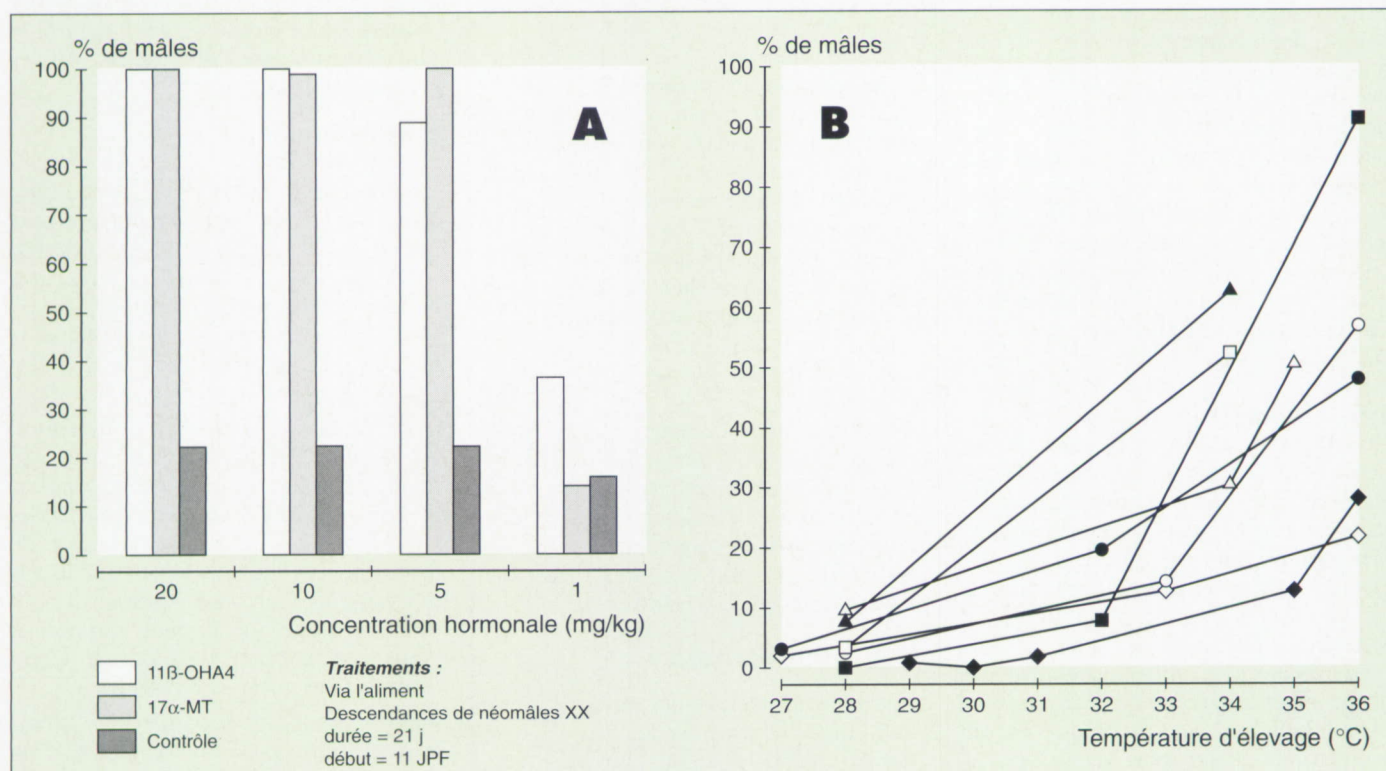 % de mâles
100
90
80
70
60
50
40
30
20
10
0
A
20 10 5 1
Concentration hormonale (mg/kg)
11ß-OHA4
17α-MT
Contrôle
Traitements :
Via l'aliment
Descendances de néomâles XX
durée = 21 j
début = 11 JPF
% de mâles
100
90
80
70
60
50
40
30
20
10
0
B
27 28 29 30 31 32 33 34 35 36
Température d'élevage (°C)